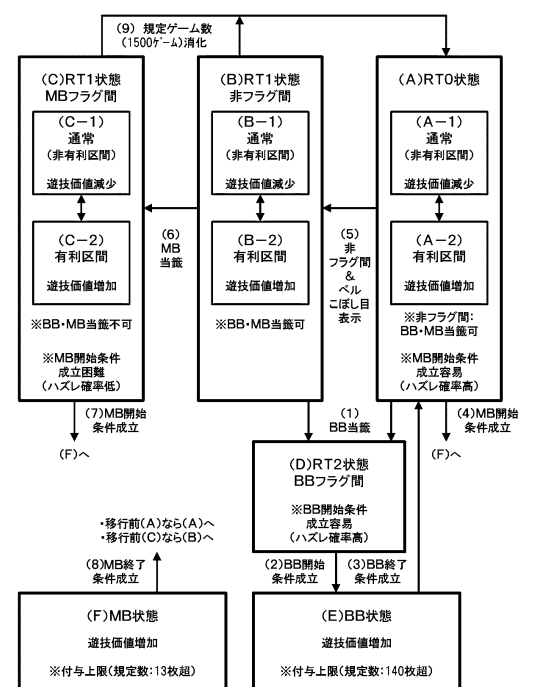 (9) 規定ゲーム数
(1500ゲーム)消化
(C)RT1状態
MBフラグ間
(C-1)
通常
(非有利区間)
遊技価値減少
(C-2)
有利区間
遊技価値増加
※BB・MB当籤不可
※MB開始条件
成立困難
(ハズレ確率低)
(6)
MB
当籤
(B)RT1状態
非フラグ間
(B-1)
通常
(非有利区間)
遊技価値減少
(B-2)
有利区間
遊技価値増加
※BB・MB当籤可
(5)
非
フラグ間
&
ベル
こぼし目
表示
(A)RT0状態
(A-1)
通常
(非有利区間)
遊技価値減少
(A-2)
有利区間
遊技価値増加
※非フラグ間:
BB・MB当籤可
※MB開始条件
成立容易
(ハズレ確率高)
(7)MB開始
条件成立
(F)へ
(1)
BB当籤
(4)MB開始
条件成立
(F)へ
(D)RT2状態
BBフラグ間
※BB開始条件
成立容易
(ハズレ確率高)
・移行前(A)なら(A)へ
・移行前(C)なら(B)へ
(8)MB終了
条件成立
(2)BB開始
条件成立
(3)BB終了
条件成立
(F)MB状態
遊技価値増加
※付与上限(規定数:13枚超)
(E)BB状態
遊技価値増加
※付与上限(規定数:140枚超)